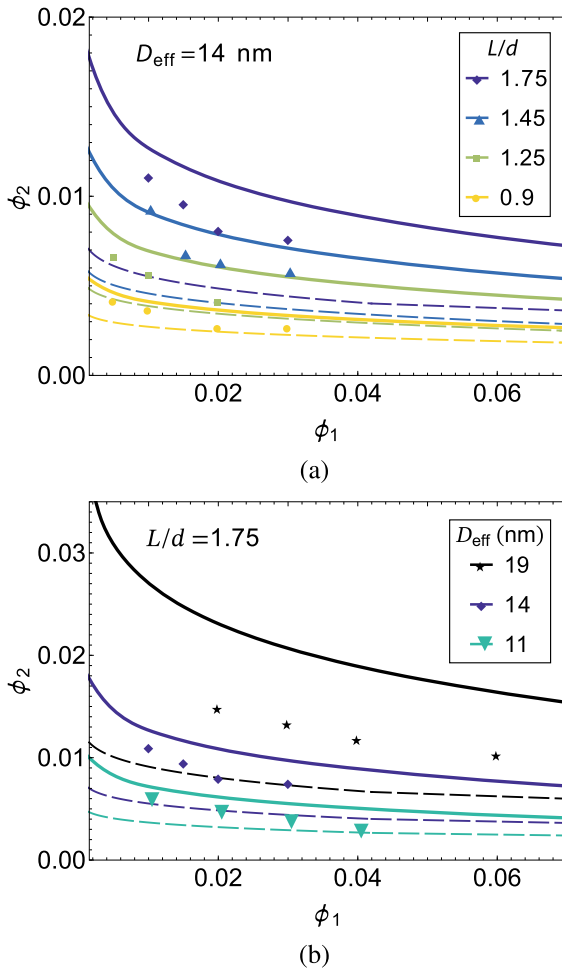 0.02
D_eff = 14 nm
L/d
1.75
1.45
1.25
0.9
ϕ₂
0.01
0.00
0.02
0.04
0.06
ϕ₁
(a)
L/d = 1.75
D_eff (nm)
19
14
11
0.03
ϕ₂
0.02
0.01
0.00
0.02
0.04
0.06
ϕ₁
(b)